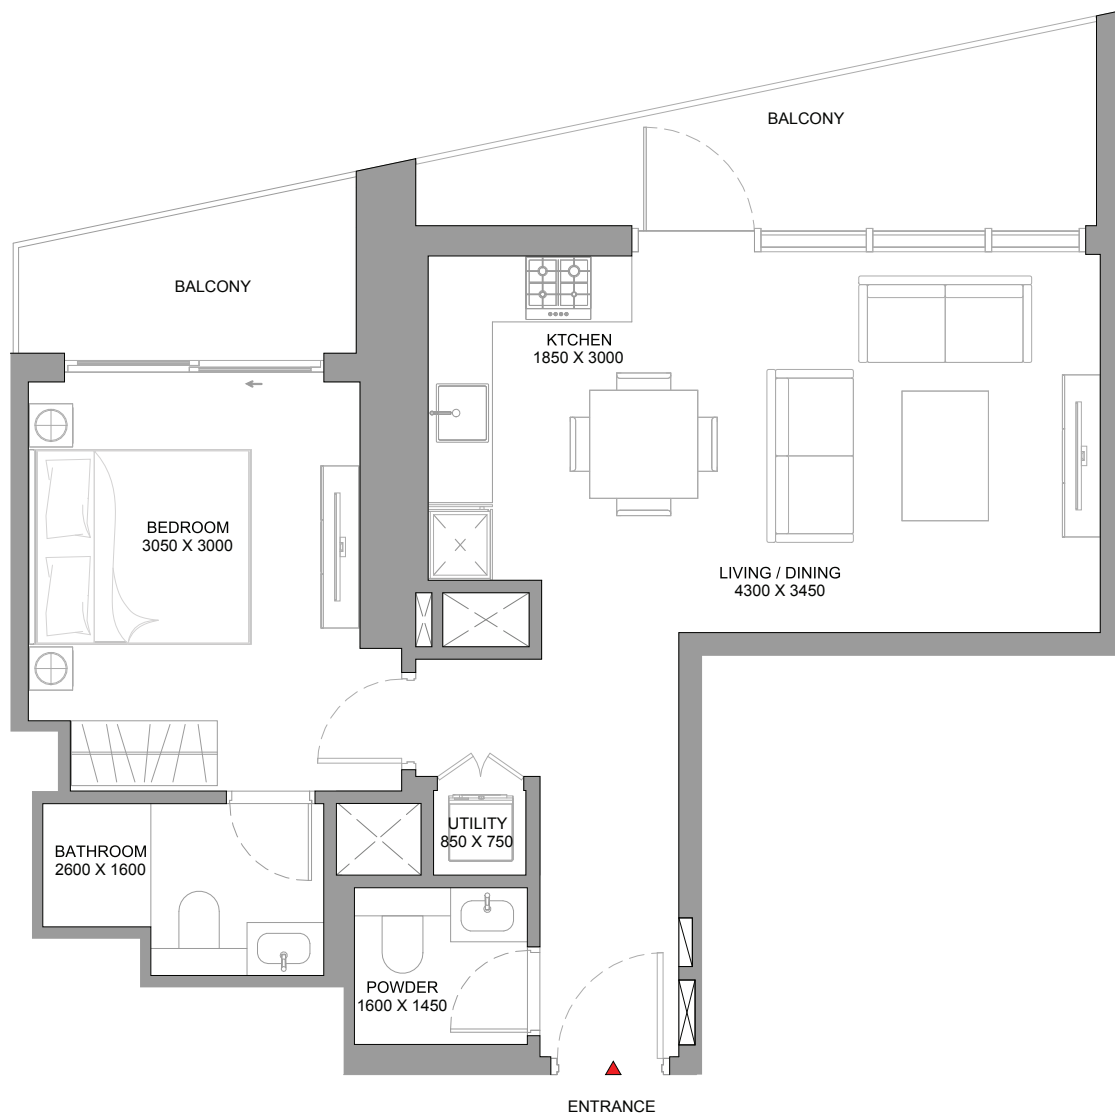 BALCONY
BALCONY
KTCHEN
1850 X 3000
BEDROOM
3050 X 3000
LIVING / DINING
4300 X 3450
UTILITY
850 X 750
BATHROOM
2600 X 1600
POWDER
1600 X 1450
ENTRANCE